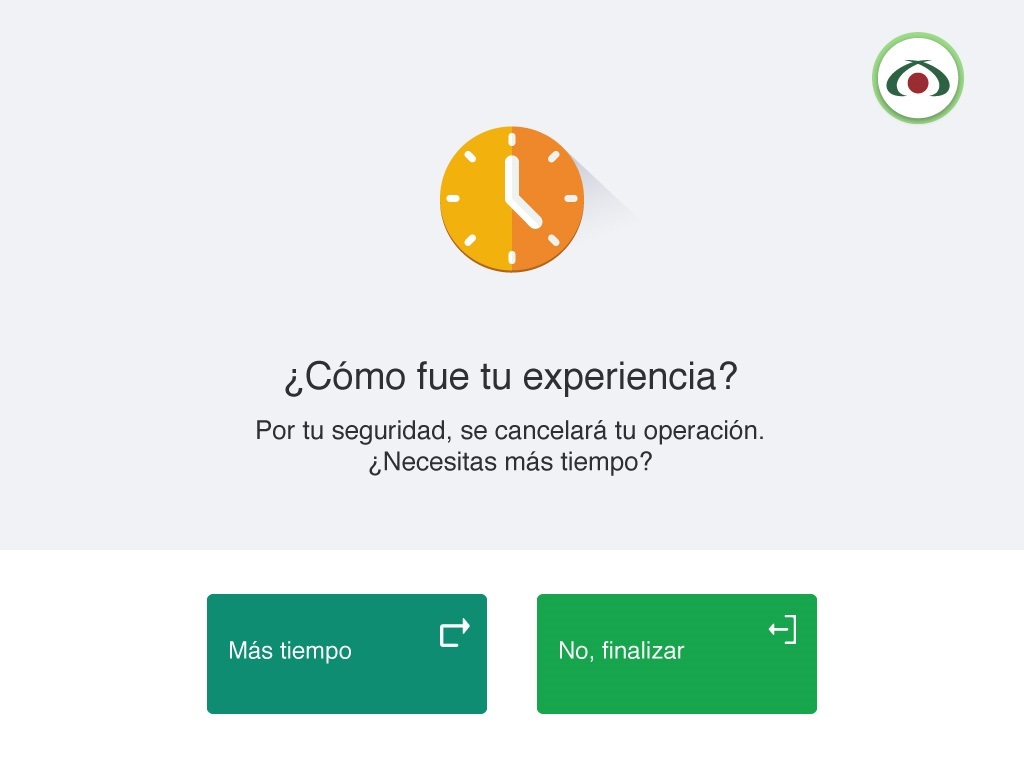 ¿Cómo fue tu experiencia?
Por tu seguridad, se cancelará tu operación.
¿Necesitas más tiempo?
Más tiempo
No, finalizar